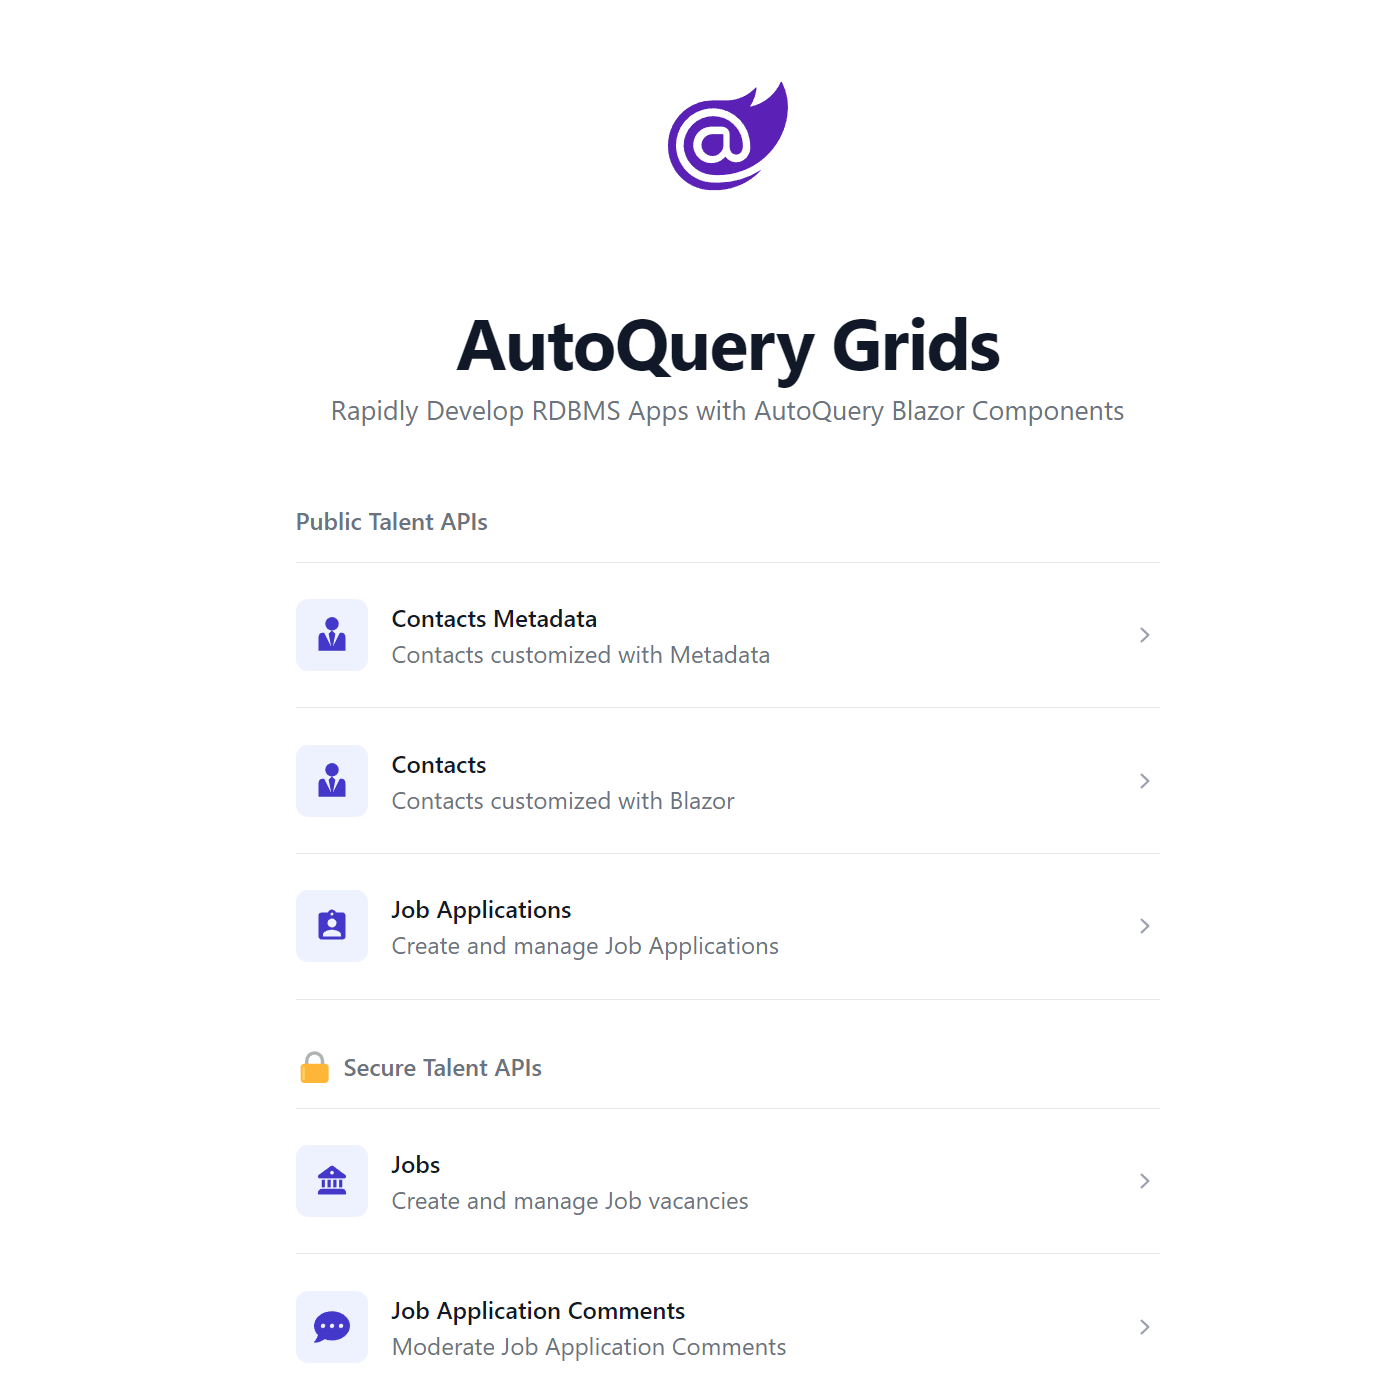 AutoQuery Grids
Rapidly Develop RDBMS Apps with AutoQuery Blazor Components
Public Talent APIs
Contacts Metadata
Contacts customized with Metadata
Contacts
Contacts customized with Blazor
Job Applications
Create and manage Job Applications
Secure Talent APIs
Jobs
Create and manage Job vacancies
Job Application Comments
Moderate Job Application Comments